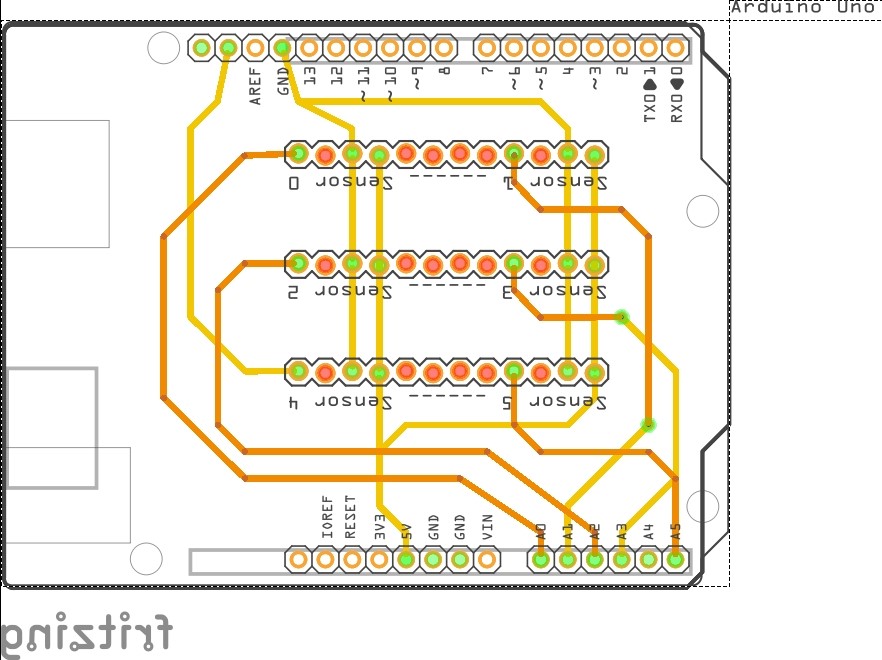 Arduino Uno
AREF
GND
13
12
~11
~10
~9
8
7
~6
~5
4
~3
2
TX0 1
RX0 0
0 Sensor
1 Sensor
2 Sensor
3 Sensor
4 Sensor
5 Sensor
IOREF
RESET
3V3
5V
GND
GND
VIN
A0
A1
A2
A3
A4
A5
fritzing